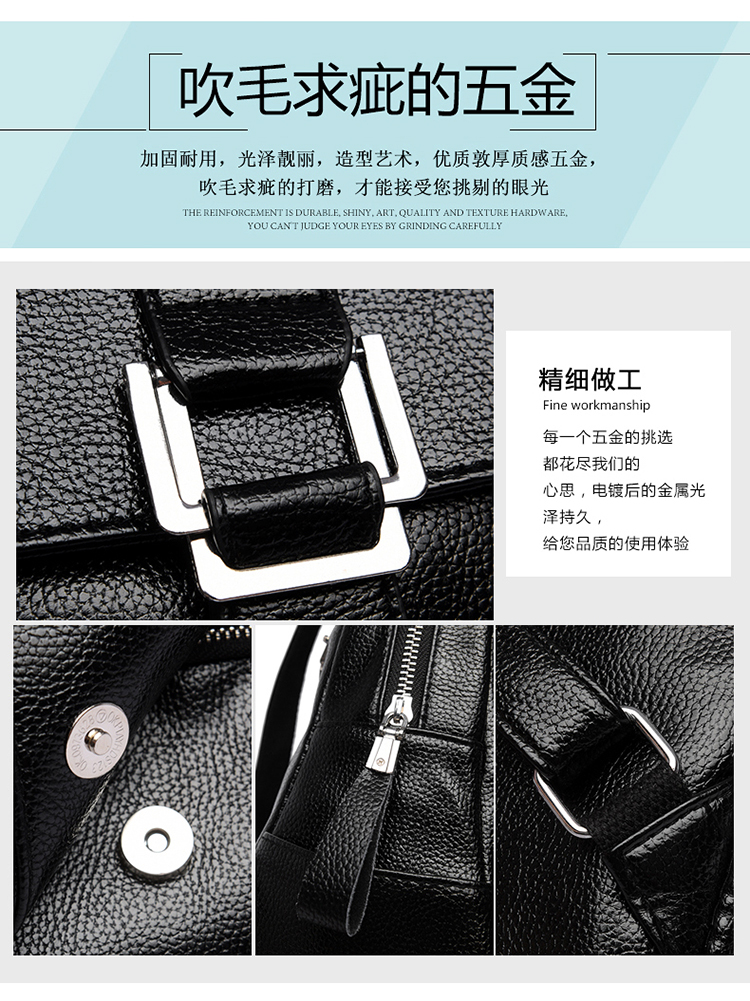 吹毛求疵的五金
加固耐用，光泽靓丽，造型艺术，优质敦厚质感五金，
吹毛求疵的打磨，才能接受您挑剔的眼光
THE REINFORCEMENT IS DURABLE, SHINY, ART, QUALITY AND TEXTURE HARDWARE,
YOU CAN'T JUDGE YOUR EYES BY GRINDING CAREFULLY
精细做工
Fine workmanship
每一个五金的挑选
都花尽我们的
心思，电镀后的金属光
泽持久，
给您品质的使用体验